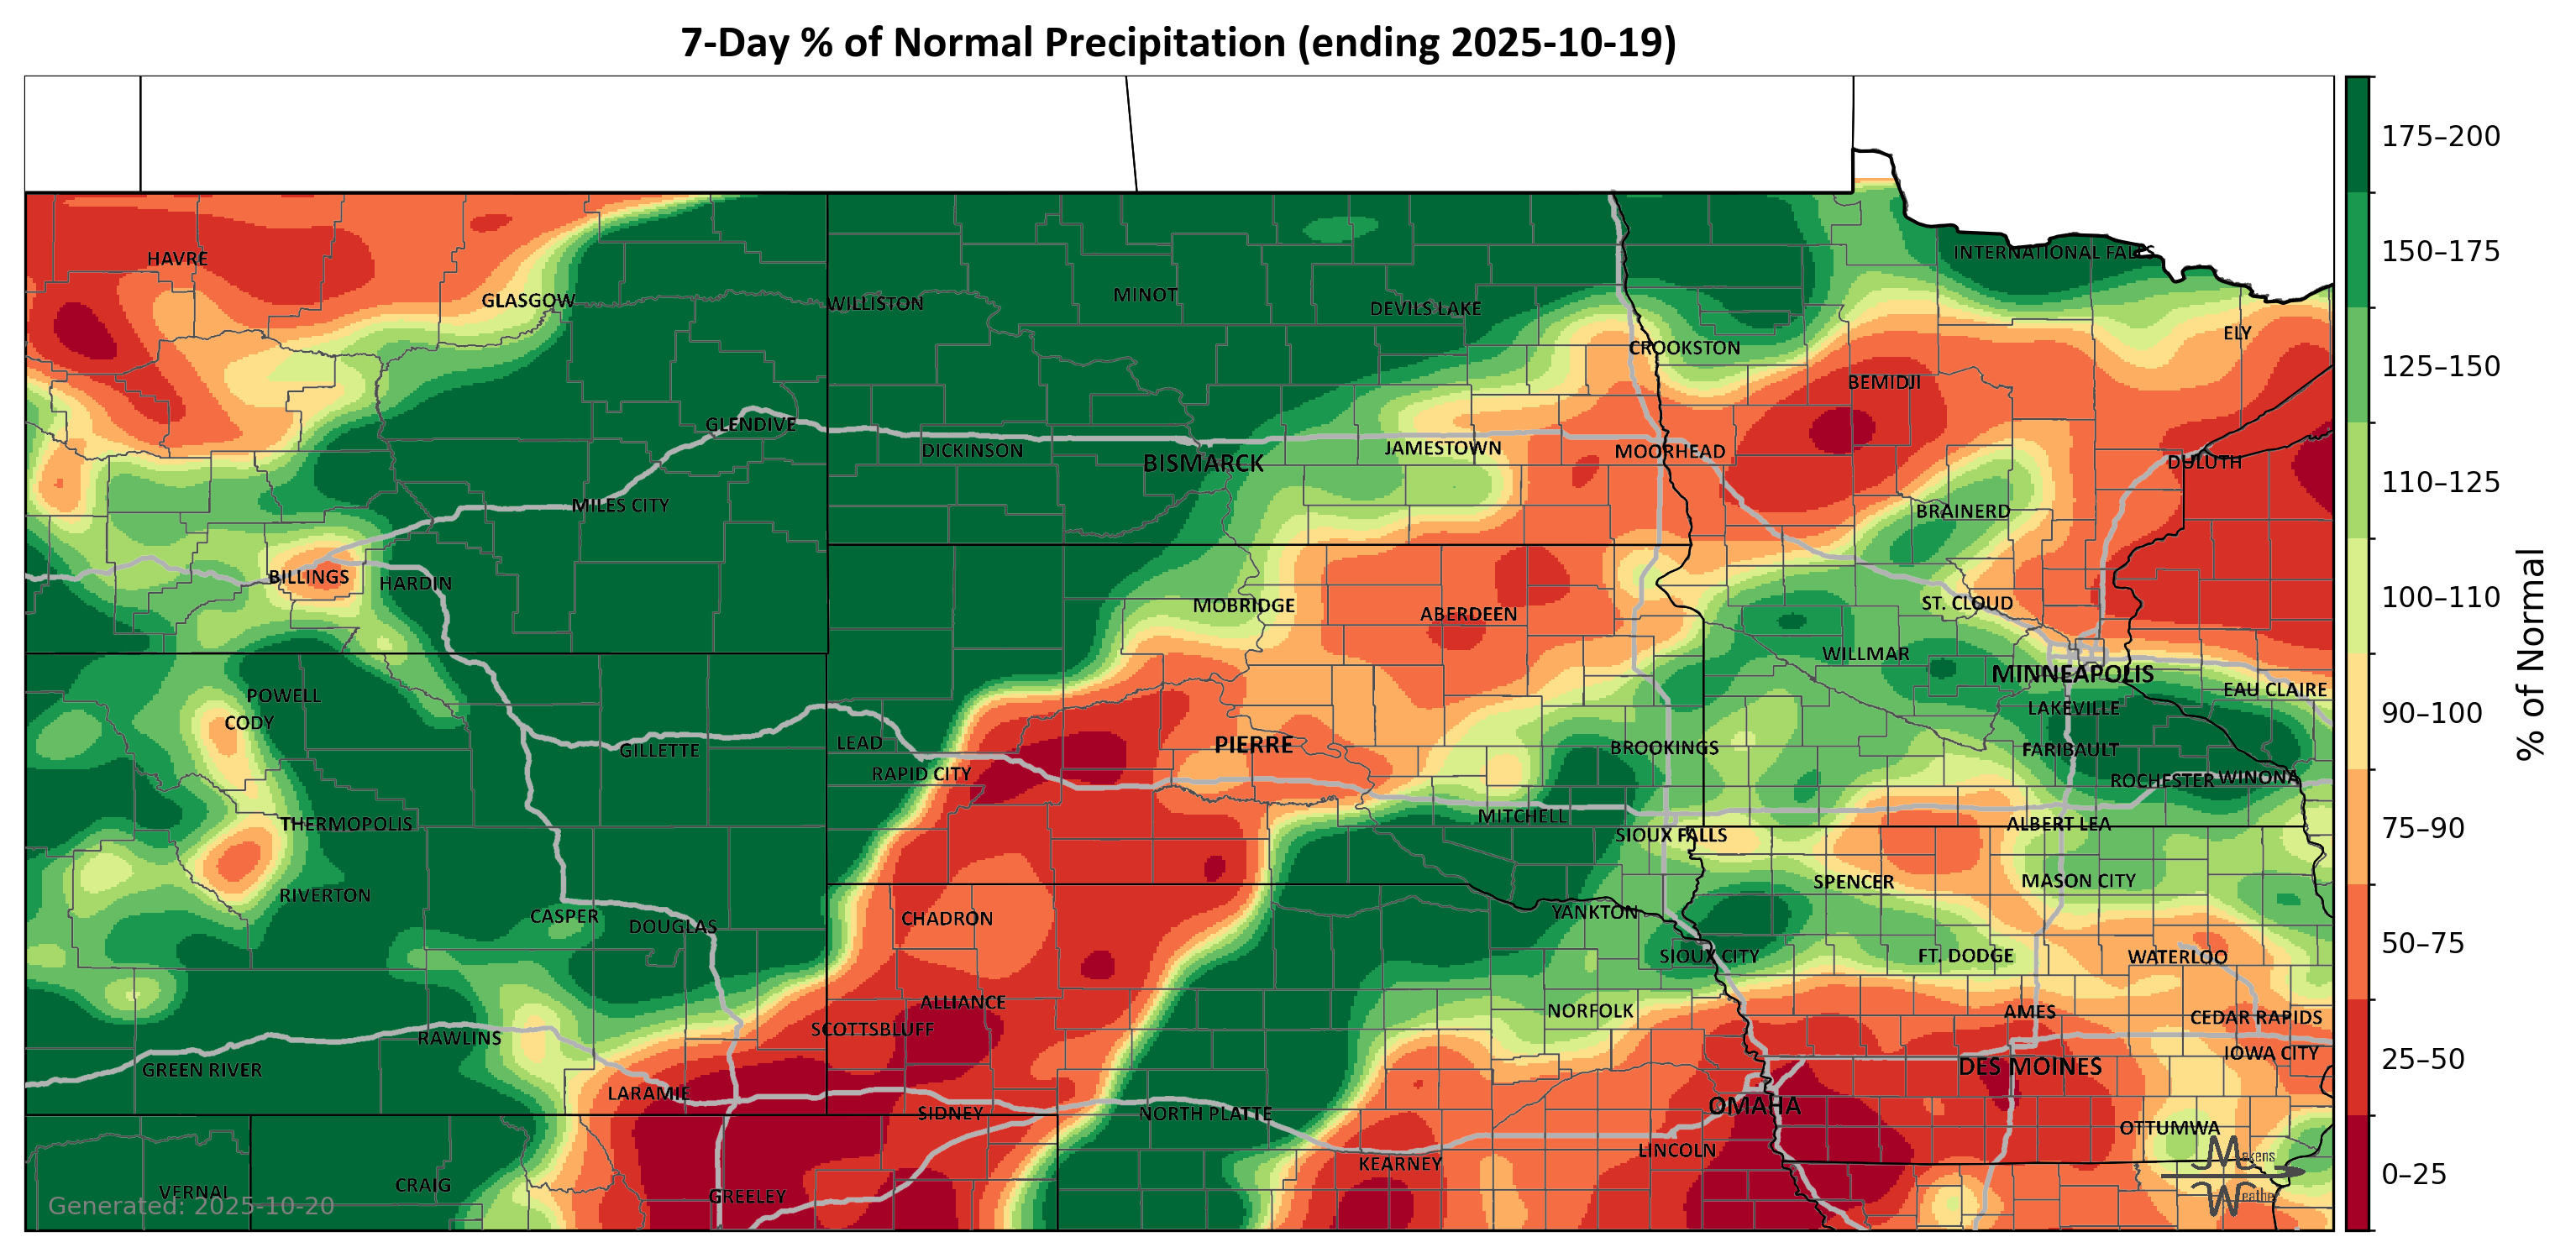 7-Day % of Normal Precipitation (ending 2025-10-19)
175–200
INTERNATIONAL FALLS
150–175
HAVRE
GLASGOW
WILLISTON
MINOT
DEVILS LAKE
ELY
CROOKSTON
125–150
BEMIDJI
GLENDIVE
DICKINSON
BISMARCK
JAMESTOWN
MOORHEAD
DULUTH
110–125
MILES CITY
BRAINERD
BILLINGS
HARDIN
MOBRIDGE
ABERDEEN
ST. CLOUD
100–110
WILLMAR
MINNEAPOLIS
EAU CLAIRE
POWELL
CODY
LAKEVILLE
90–100
% of Normal
GILLETTE
LEAD
PIERRE
BROOKINGS
FARIBAULT
RAPID CITY
ROCHESTER
WINONA
THERMOPOLIS
MITCHELL
SIOUX FALLS
ALBERT LEA
75–90
RIVERTON
SPENCER
MASON CITY
CASPER
DOUGLAS
CHADRON
YANKTON
SIOUX CITY
FT. DODGE
WATERLOO
50–75
ALLIANCE
NORFOLK
AMES
CEDAR RAPIDS
RAWLINS
SCOTTSBLUFF
IOWA CITY
25–50
GREEN RIVER
LARAMIE
DES MOINES
SIDNEY
NORTH PLATTE
OMAHA
OTTUMWA
KEARNEY
LINCOLN
Makens
Weather
0–25
VERNAL
CRAIG
GREELEY
Generated: 2025-10-20